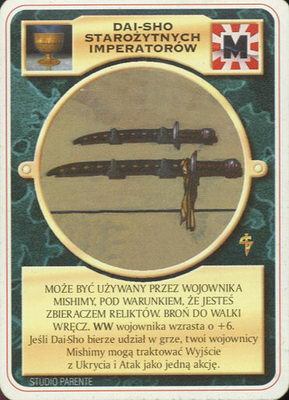 DAI-SHO
STAROŻYTNYCH
IMPERATORÓW
M
MOŻE BYĆ UŻYWANY PRZEZ WOJOWNIKA
MISHIMY, POD WARUNKIEM, ŻE JESTEŚ
ZBIERACZEM RELIKTÓW. BROŃ DO WALKI
WRĘCZ. WW wojownika wzrasta o +6.
Jeśli Dai-Sho bierze udział w grze, twoi wojownicy
Mishimy mogą traktować Wyjście
z Ukrycia i Atak jako jedną akcję.
STUDIO PARENTE